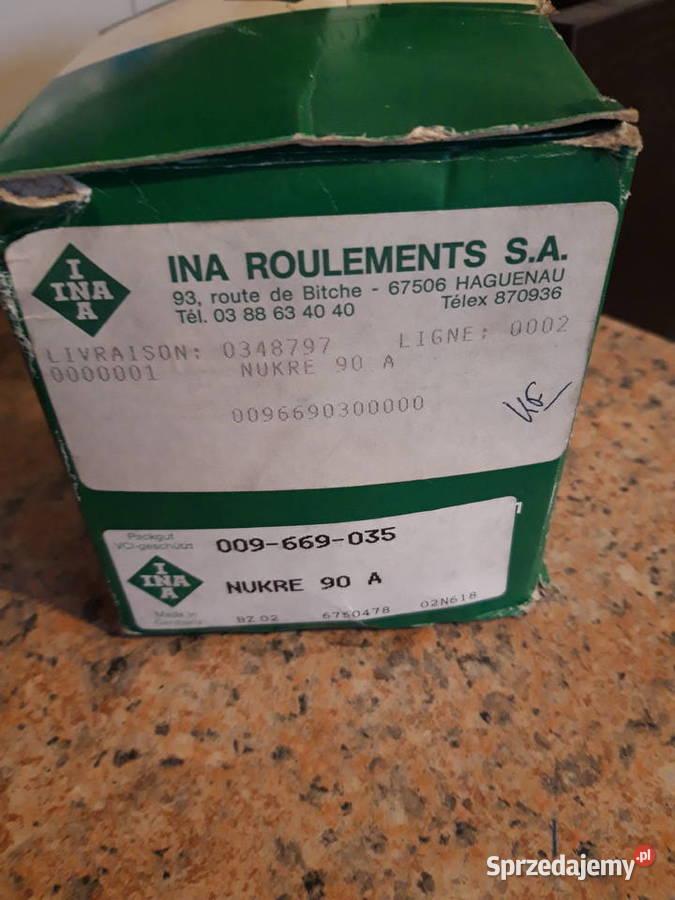 INA
INA ROULEMENTS S.A.
93, route de Bitche - 67506 HAGUENAU
Tél. 03 88 63 40 40 Télex 870936
LIVRAISON: 0348797 LIGNE: 0002
0000001 NUKRE 90 A
0096690300000
Packgut
VCI-geschützt
009-669-035
INA
NUKRE 90 A
Made in
Germany
BZ 02 6750478 02N618
Sprzedajemy.pl